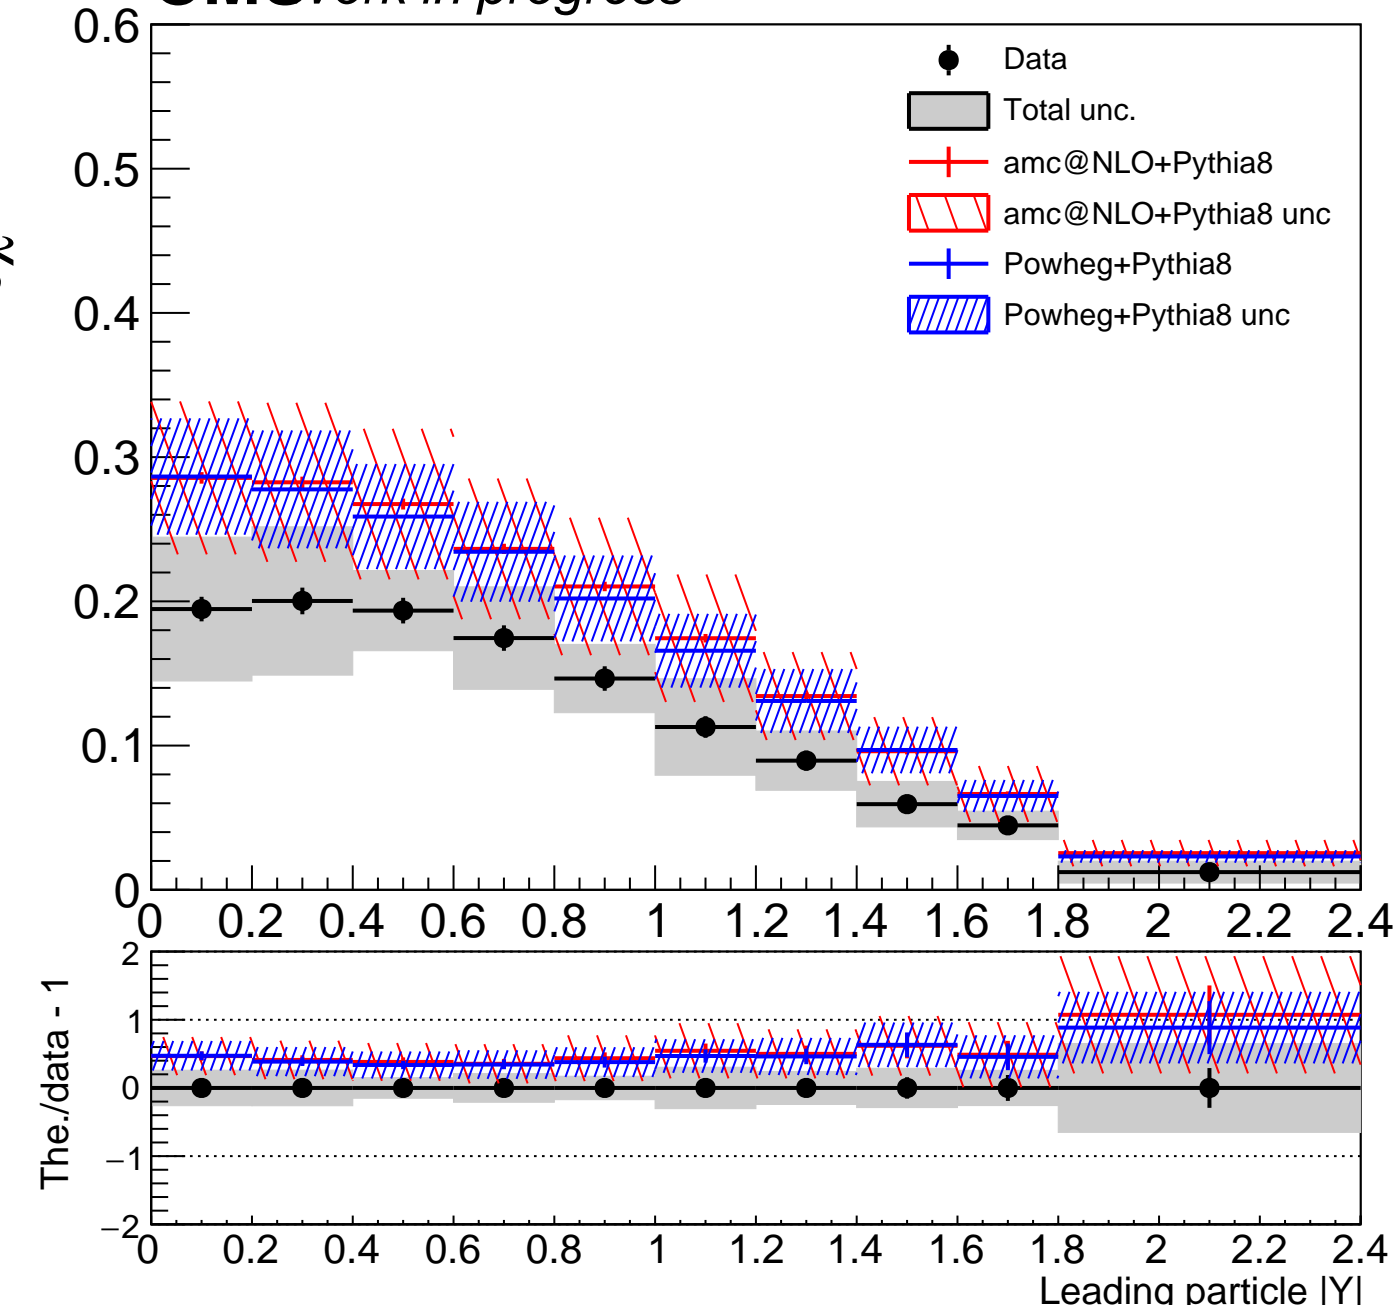 0.6
0.5
0.4
0.3
0.2
0.1
0
Data
Total unc.
amc@NLO+Pythia8
amc@NLO+Pythia8 unc
Powheg+Pythia8
Powheg+Pythia8 unc
0 0.2 0.4 0.6 0.8 1 1.2 1.4 1.6 1.8 2 2.2 2.4
The./data - 1
2
1
0
−1
−2
0 0.2 0.4 0.6 0.8 1 1.2 1.4 1.6 1.8 2 2.2 2.4
Leading particle |Y|